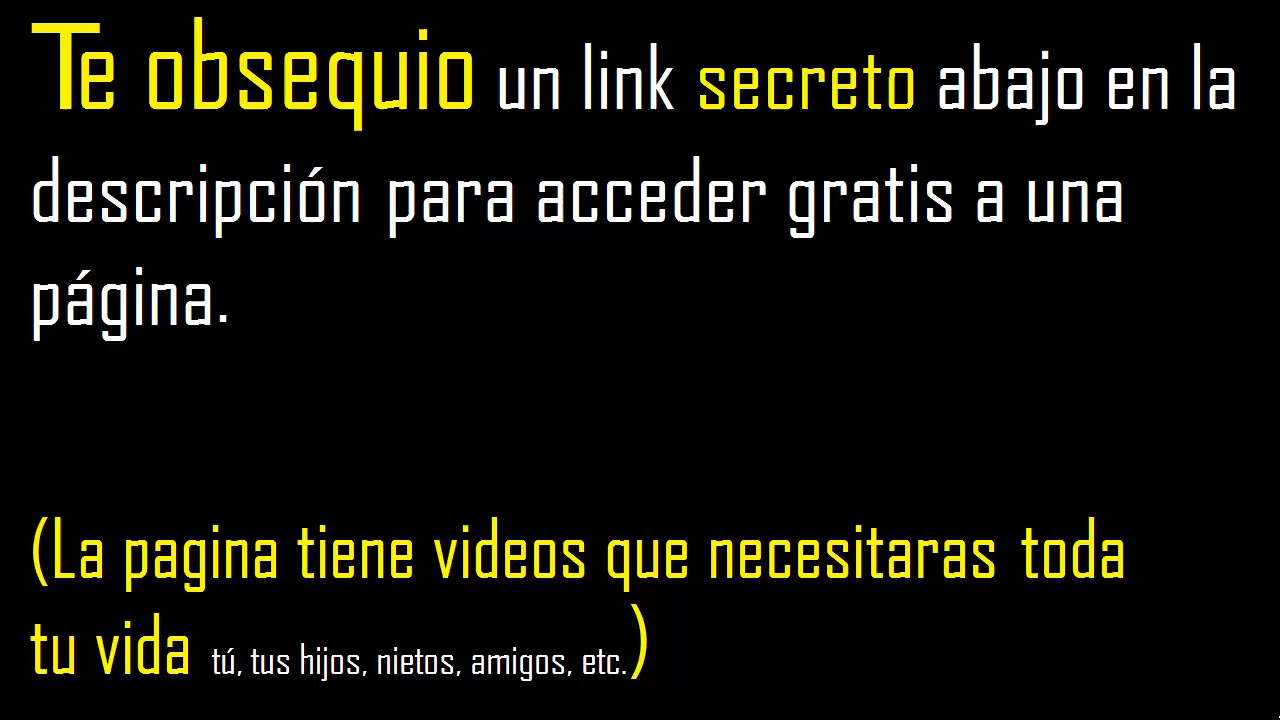 Te obsequio un link secreto abajo en la
descripción para acceder gratis a una
página.
(La pagina tiene videos que necesitaras toda
tu vida tú, tus hijos, nietos, amigos, etc.)